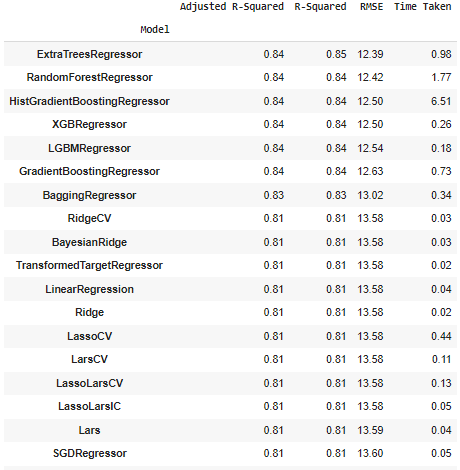 Adjusted R-Squared R-Squared RMSE Time Taken
Model
ExtraTreesRegressor 0.84 0.85 12.39 0.98
RandomForestRegressor 0.84 0.84 12.42 1.77
HistGradientBoostingRegressor 0.84 0.84 12.50 6.51
XGBRegressor 0.84 0.84 12.50 0.26
LGBMRegressor 0.84 0.84 12.54 0.18
GradientBoostingRegressor 0.84 0.84 12.63 0.73
BaggingRegressor 0.83 0.83 13.02 0.34
RidgeCV 0.81 0.81 13.58 0.03
BayesianRidge 0.81 0.81 13.58 0.03
TransformedTargetRegressor 0.81 0.81 13.58 0.02
LinearRegression 0.81 0.81 13.58 0.04
Ridge 0.81 0.81 13.58 0.02
LassoCV 0.81 0.81 13.58 0.44
LarsCV 0.81 0.81 13.58 0.11
LassoLarsCV 0.81 0.81 13.58 0.13
LassoLarsIC 0.81 0.81 13.58 0.05
Lars 0.81 0.81 13.59 0.04
SGDRegressor 0.81 0.81 13.60 0.05